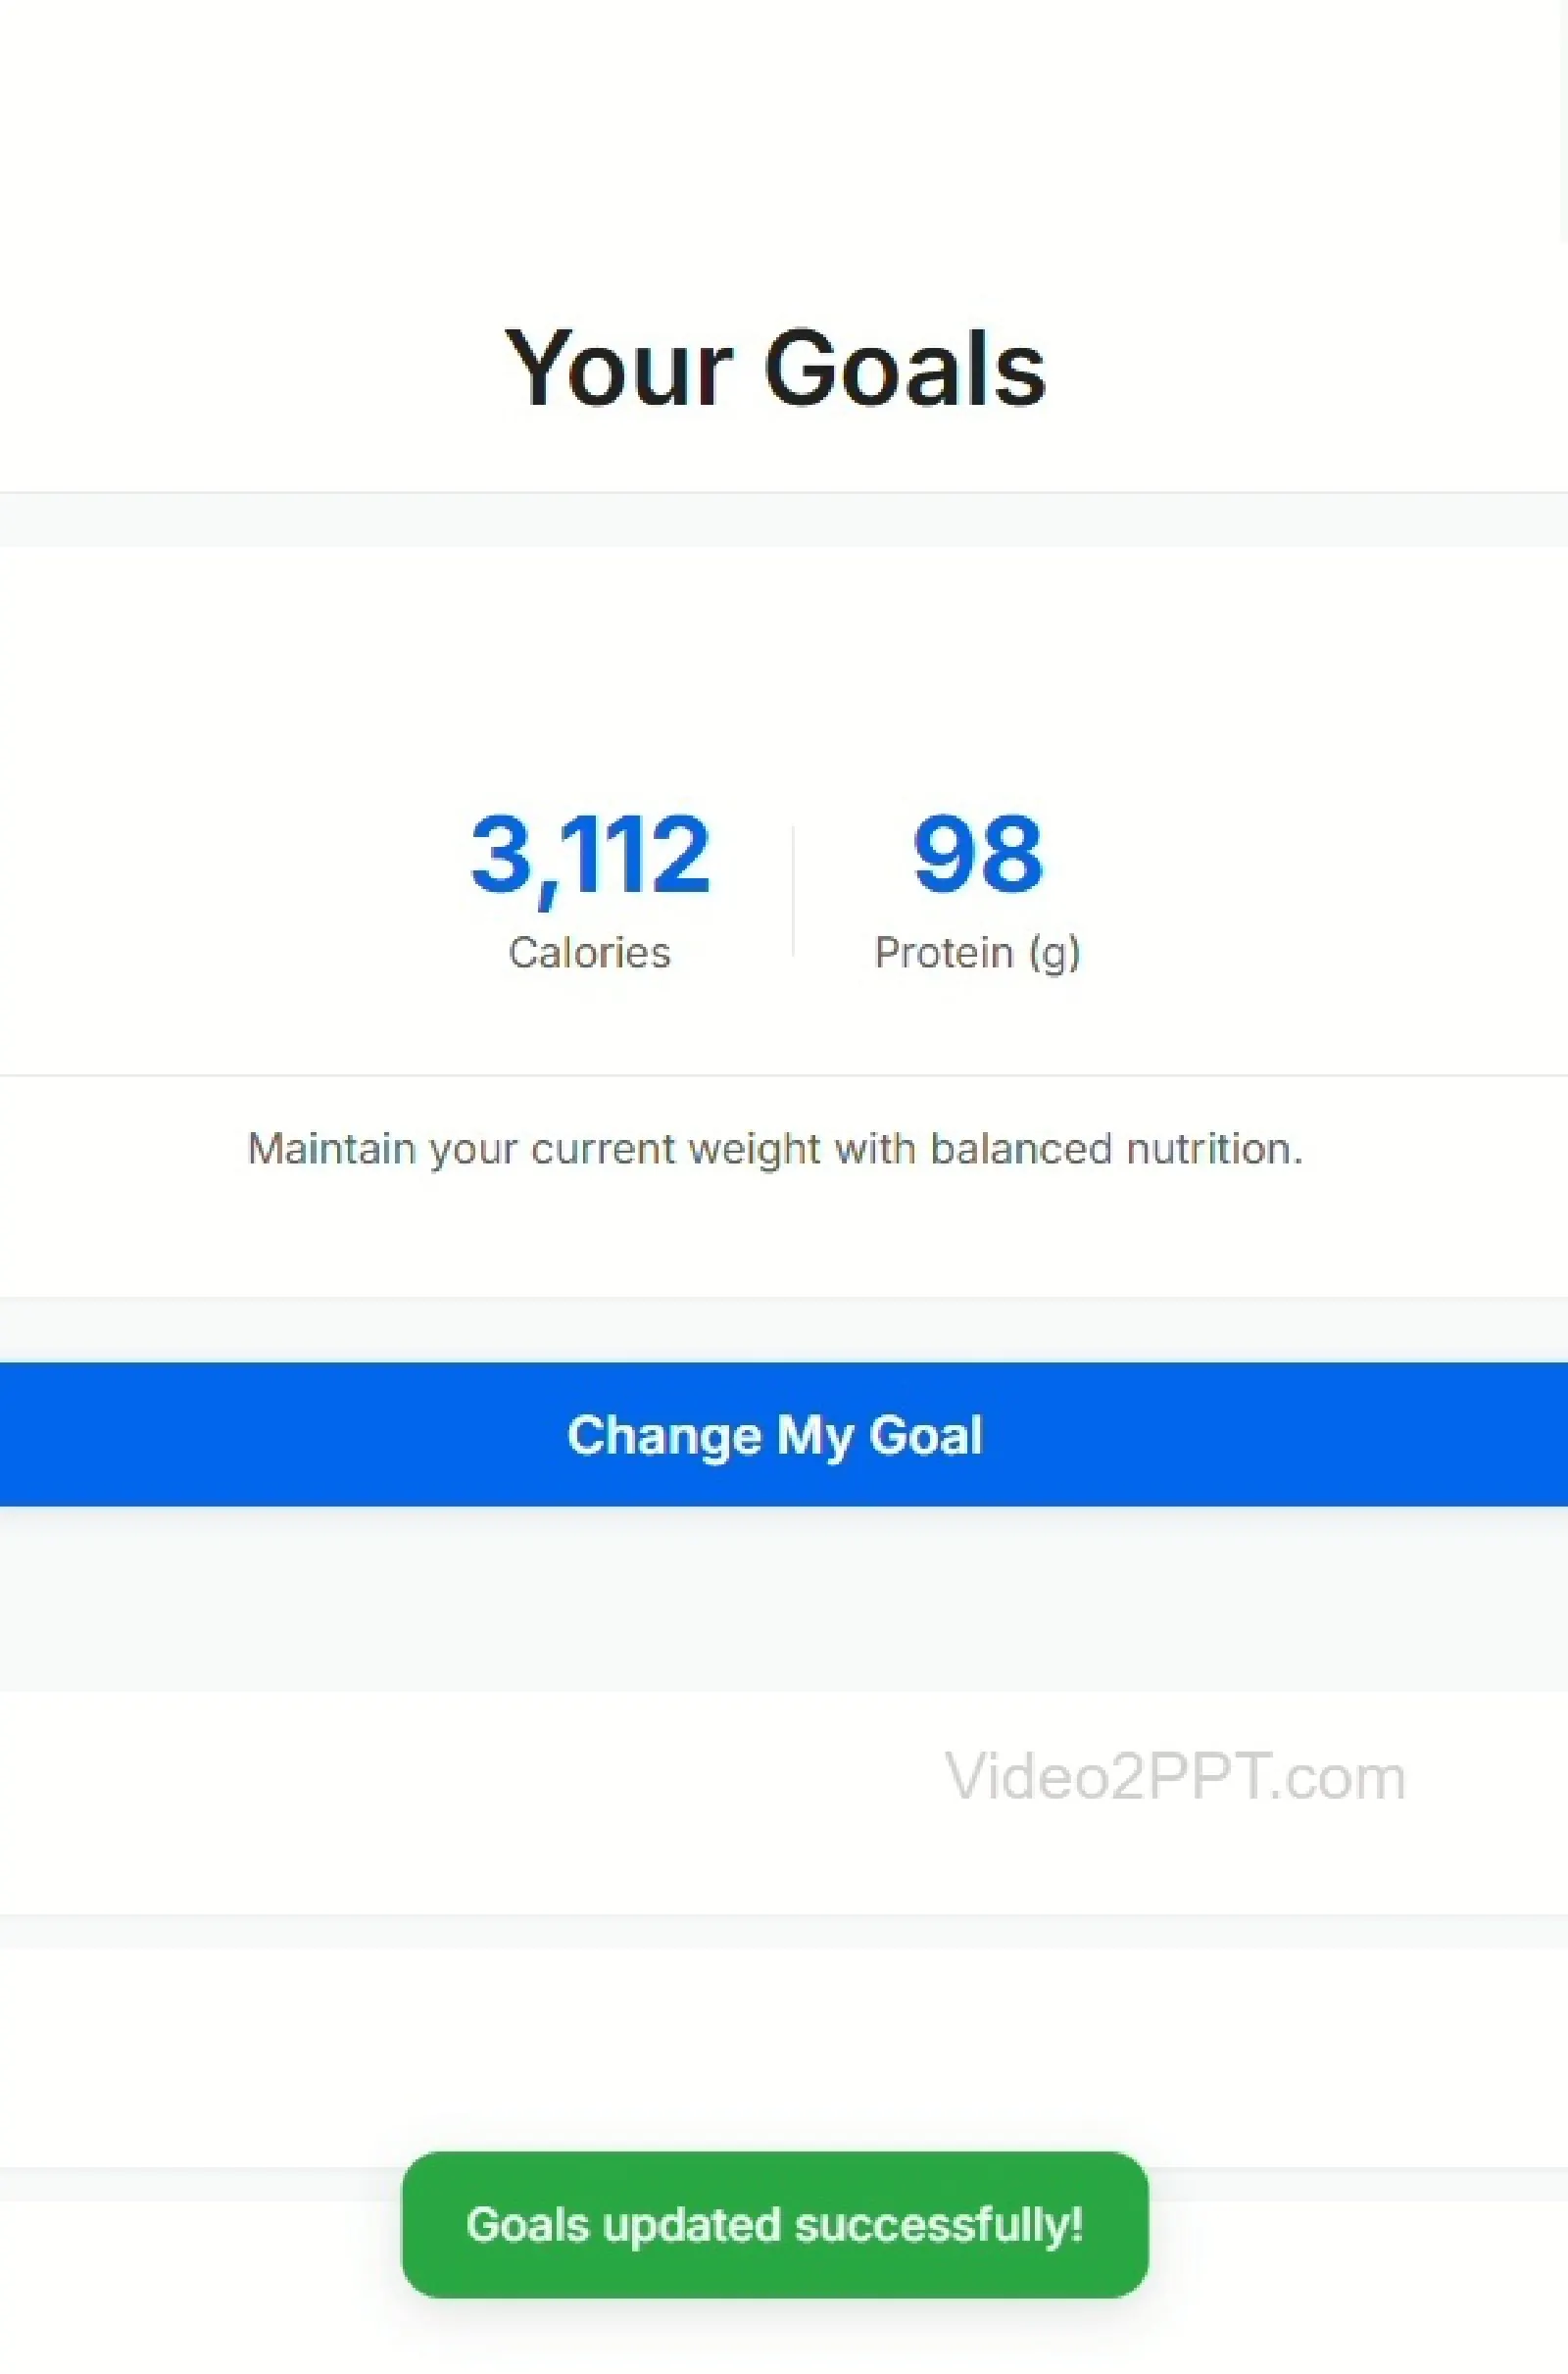 Your Goals
3,112
Calories
98
Protein (g)
Maintain your current weight with balanced nutrition.
Change My Goal
Video2PPT.com
Goals updated successfully!